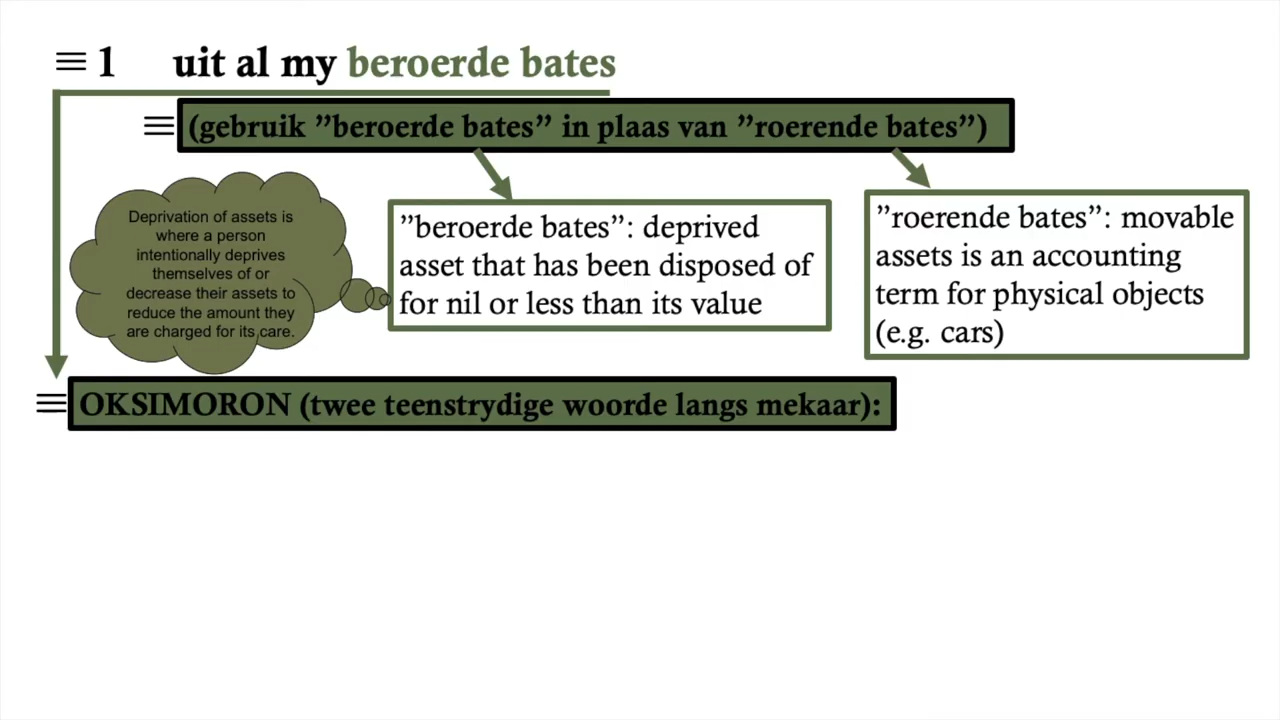 1 uit al my beroerde bates
(gebruik ”beroerde bates” in plaas van ”roerende bates”)
Deprivation of assets is
where a person
intentionally deprives
themselves of or
decrease their assets to
reduce the amount they
are charged for its care.
”beroerde bates”: deprived
asset that has been disposed of
for nil or less than its value
”roerende bates”: movable
assets is an accounting
term for physical objects
(e.g. cars)
OKSIMORON (twee teenstrydige woorde langs mekaar):